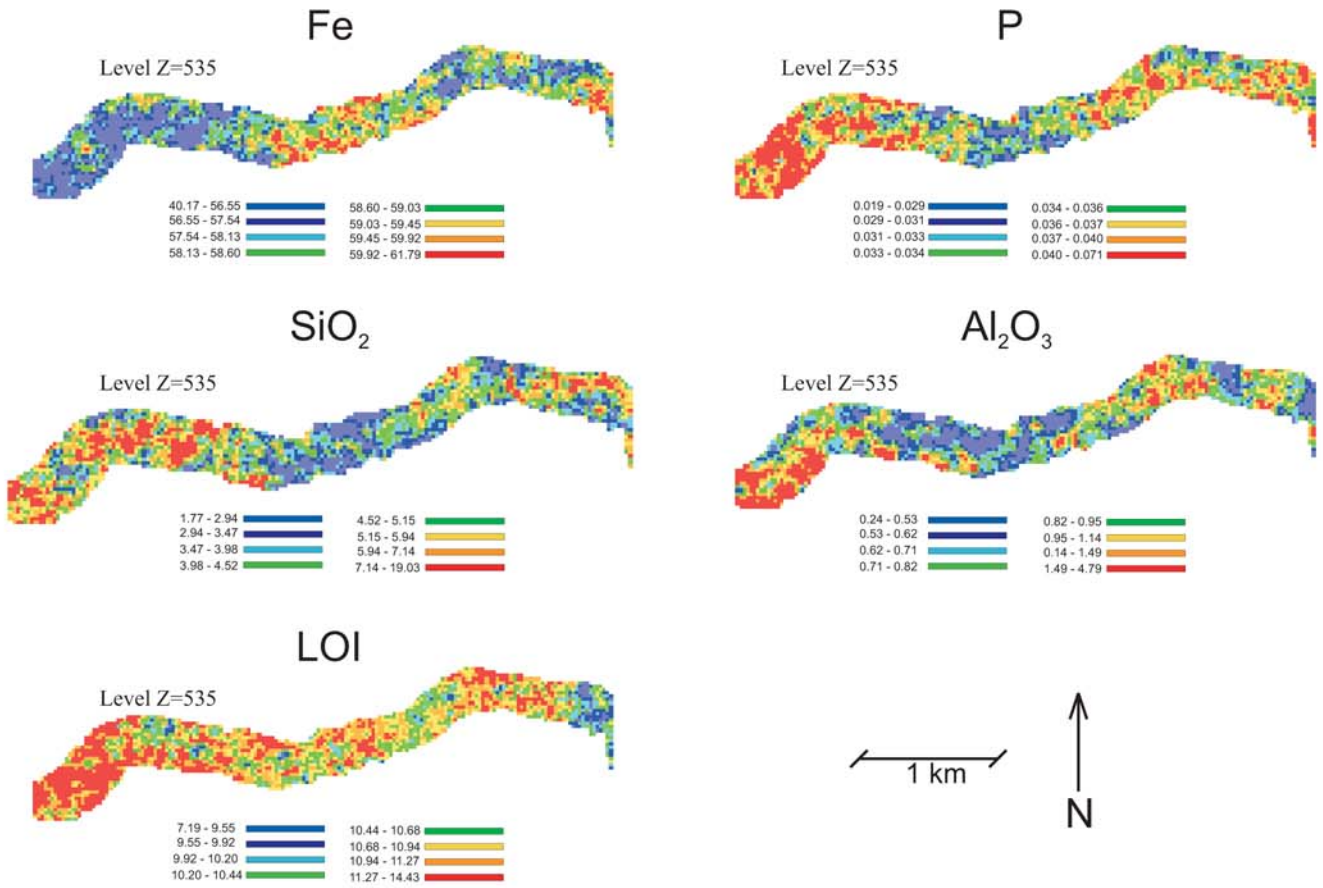 Fe
Level Z=535
40.17 - 56.55
56.55 - 57.54
57.54 - 58.13
58.13 - 58.60
58.60 - 59.03
59.03 - 59.45
59.45 - 59.92
59.92 - 61.79
P
Level Z=535
0.019 - 0.029
0.029 - 0.031
0.031 - 0.033
0.033 - 0.034
0.034 - 0.036
0.036 - 0.037
0.037 - 0.040
0.040 - 0.071
SiO₂
Level Z=535
1.77 - 2.94
2.94 - 3.47
3.47 - 3.98
3.98 - 4.52
4.52 - 5.15
5.15 - 5.94
5.94 - 7.14
7.14 - 19.03
Al₂O₃
Level Z=535
0.24 - 0.53
0.53 - 0.62
0.62 - 0.71
0.71 - 0.82
0.82 - 0.95
0.95 - 1.14
0.14 - 1.49
1.49 - 4.79
LOI
Level Z=535
7.19 - 9.55
9.55 - 9.92
9.92 - 10.20
10.20 - 10.44
10.44 - 10.68
10.68 - 10.94
10.94 - 11.27
11.27 - 14.43
1 km
N